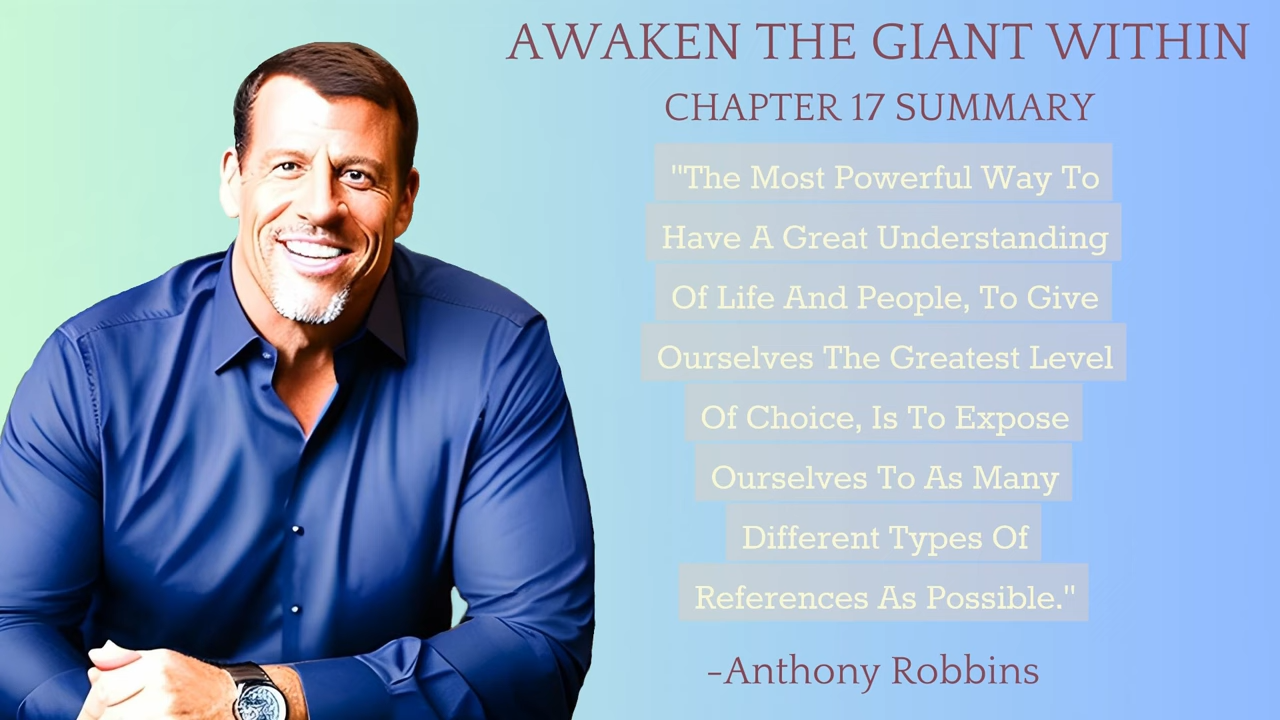 AWAKEN THE GIANT WITHIN
CHAPTER 17 SUMMARY
"The Most Powerful Way To
Have A Great Understanding
Of Life And People, To Give
Ourselves The Greatest Level
Of Choice, Is To Expose
Ourselves To As Many
Different Types Of
References As Possible."
–Anthony Robbins